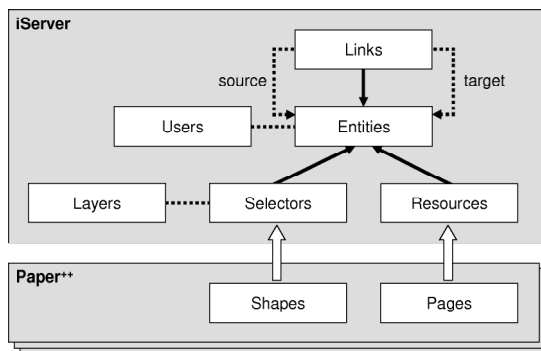 iServer
Links
source
target
Users
Entities
Layers
Selectors
Resources
Paper++
Shapes
Pages